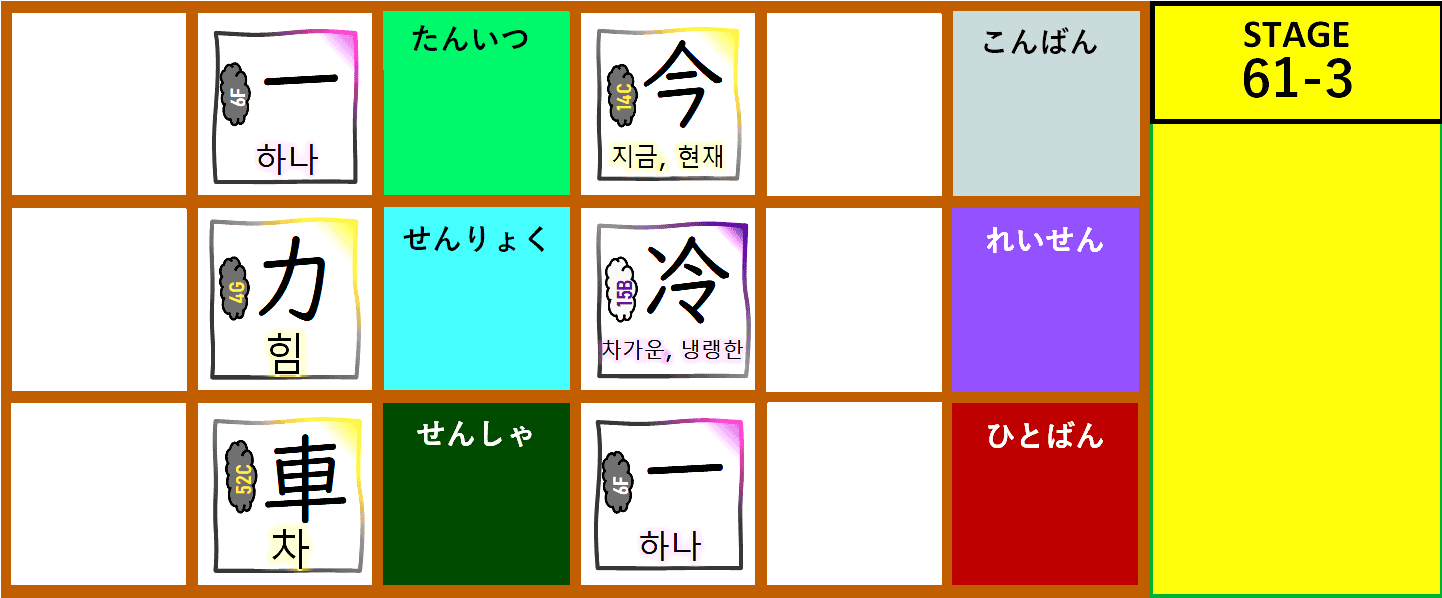 6F
一
하나
たんいつ
14C
今
지금, 현재
こんばん
STAGE
61-3
4G
力
힘
せんりょく
15B
冷
차가운, 냉랭한
れいせん
52C
車
차
せんしゃ
6F
一
하나
ひとばん